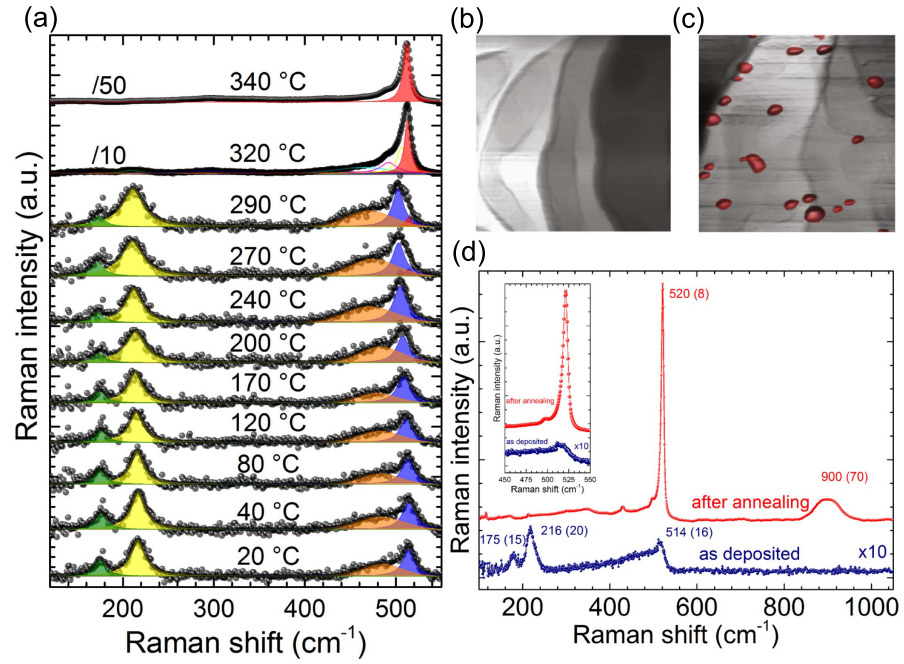 (a)
(b)
(c)
/50 340 °C
/10 320 °C
290 °C
270 °C
240 °C
200 °C
170 °C
120 °C
80 °C
40 °C
20 °C
Raman intensity (a.u.)
200 300 400 500
Raman shift (cm-1)
(d)
520 (8)
900 (70)
after annealing
175 (15) 216 (20) 514 (16)
as deposited x10
Raman intensity (a.u.)
200 400 600 800 1000
Raman shift (cm-1)
after annealing
as deposited x10
Raman intensity (a.u.)
450 475 500 525 550
Raman shift (cm-1)